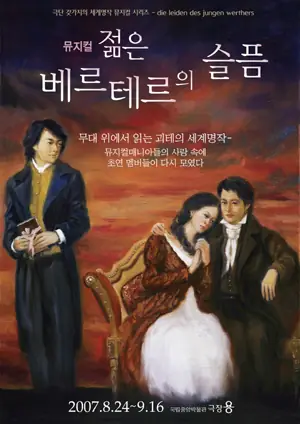 극단 갖가지의 세계명작 뮤지컬 시리즈 - die leiden des jungen werthers
뮤지컬 젊은
베르테르의 슬픔
무대 위에서 읽는 괴테의 세계명작-
뮤지컬매니아들의 사랑 속에
초연 멤버들이 다시 모였다
2007.8.24~9.16 국립중앙박물관 극장 용